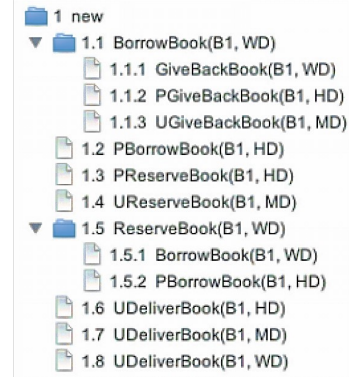 1 new
1.1 BorrowBook(B1, WD)
1.1.1 GiveBackBook(B1, WD)
1.1.2 PGiveBackBook(B1, HD)
1.1.3 UGiveBackBook(B1, MD)
1.2 PBorrowBook(B1, HD)
1.3 PReserveBook(B1, HD)
1.4 UReserveBook(B1, MD)
1.5 ReserveBook(B1, WD)
1.5.1 BorrowBook(B1, WD)
1.5.2 PBorrowBook(B1, HD)
1.6 UDeliverBook(B1, HD)
1.7 UDeliverBook(B1, MD)
1.8 UDeliverBook(B1, WD)